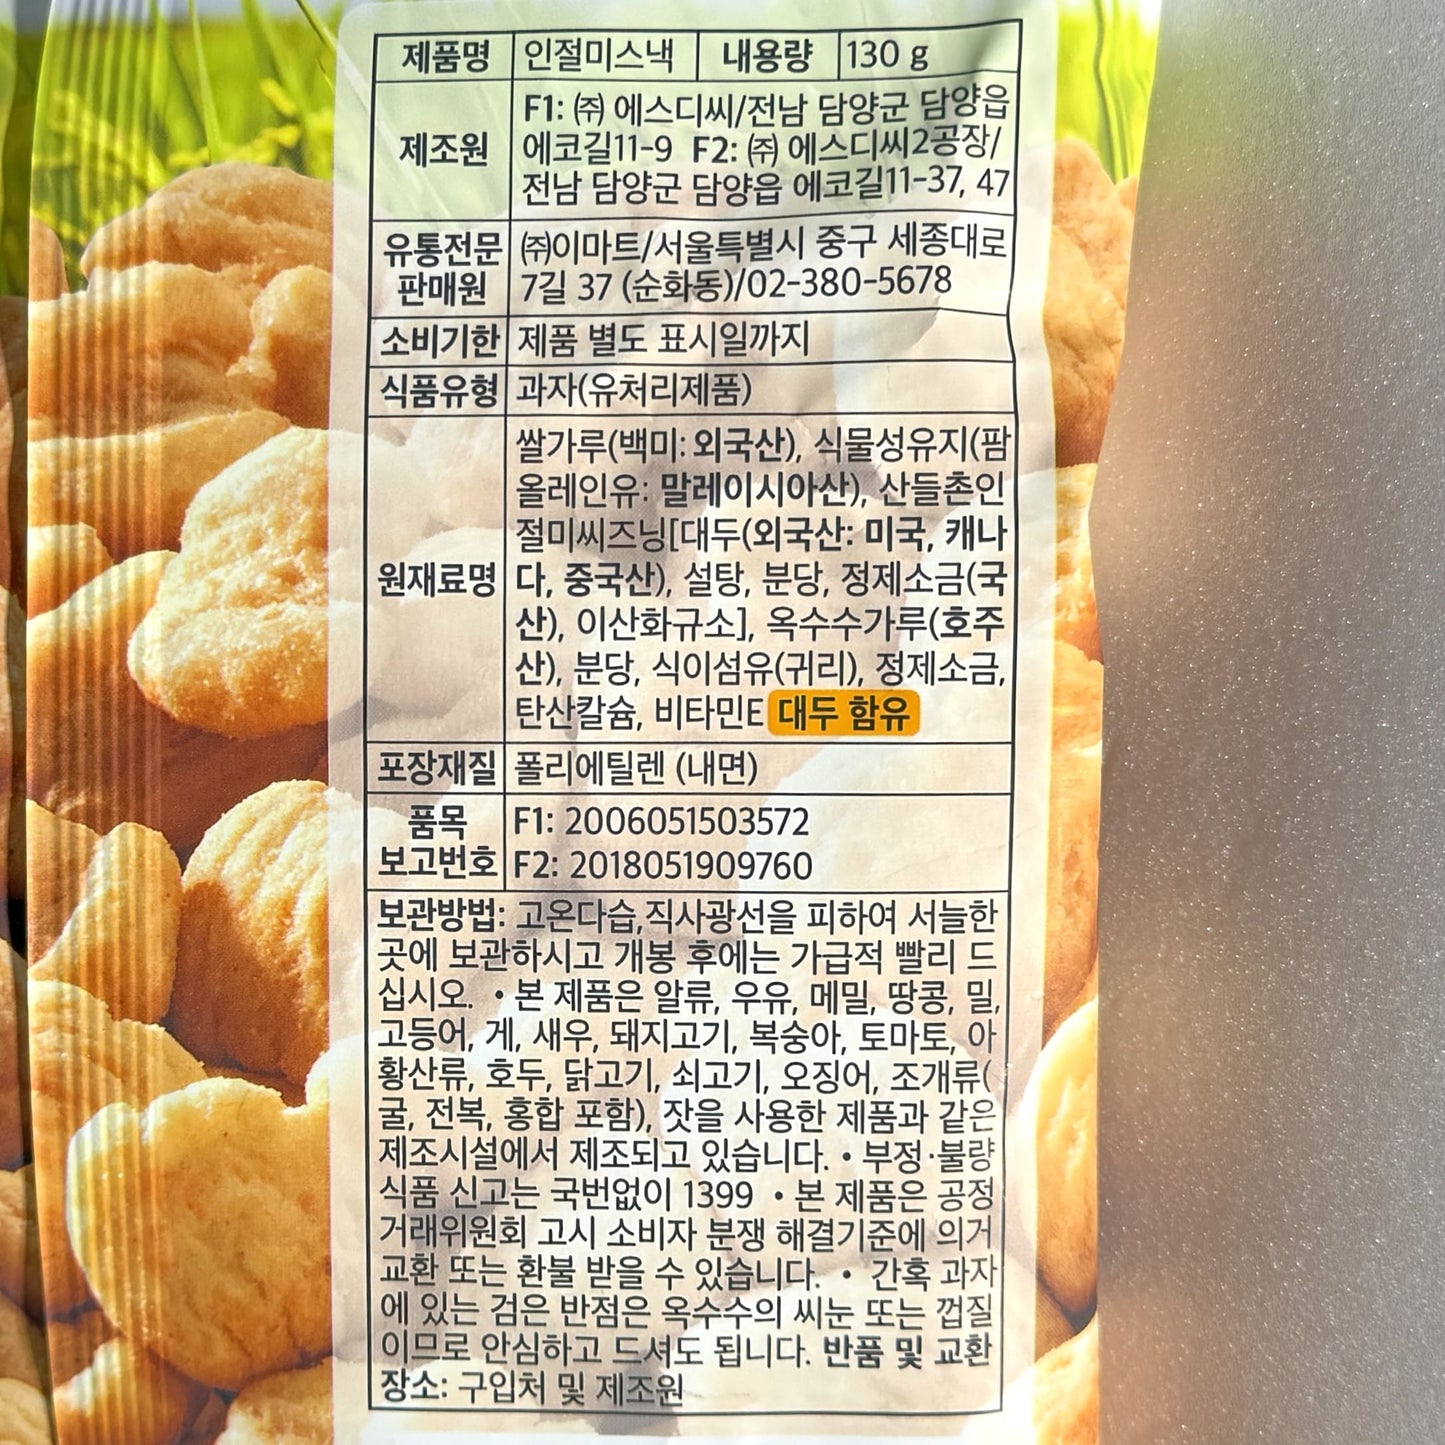 제품명 인절미스낵 내용량 130 g
제조원
F1: ㈜ 에스디씨/전남 담양군 담양읍
에코길11-9 F2: ㈜ 에스디씨2공장/
전남 담양군 담양읍 에코길11-37, 47
유통전문
판매원
㈜이마트/서울특별시 중구 세종대로
7길 37 (순화동)/02-380-5678
소비기한 제품 별도 표시일까지
식품유형 과자(유처리제품)
원재료명
쌀가루(백미: 외국산), 식물성유지(팜
올레인유: 말레이시아산), 산들촌인
절미씨즈닝[대두(외국산: 미국, 캐나
다, 중국산), 설탕, 분당, 정제소금(국
산), 이산화규소], 옥수수가루(호주
산), 분당, 식이섬유(귀리), 정제소금,
탄산칼슘, 비타민E 대두 함유
포장재질 폴리에틸렌 (내면)
품목
보고번호
F1: 2006051503572
F2: 2018051909760
보관방법: 고온다습,직사광선을 피하여 서늘한
곳에 보관하시고 개봉 후에는 가급적 빨리 드
십시오. • 본 제품은 알류, 우유, 메밀, 땅콩, 밀,
고등어, 게, 새우, 돼지고기, 복숭아, 토마토, 아
황산류, 호두, 닭고기, 쇠고기, 오징어, 조개류(
굴, 전복, 홍합 포함), 잣을 사용한 제품과 같은
제조시설에서 제조되고 있습니다. • 부정·불량
식품 신고는 국번없이 1399 • 본 제품은 공정
거래위원회 고시 소비자 분쟁 해결기준에 의거
교환 또는 환불 받을 수 있습니다. • 간혹 과자
에 있는 검은 반점은 옥수수의 씨눈 또는 껍질
이므로 안심하고 드셔도 됩니다. 반품 및 교환
장소: 구입처 및 제조원